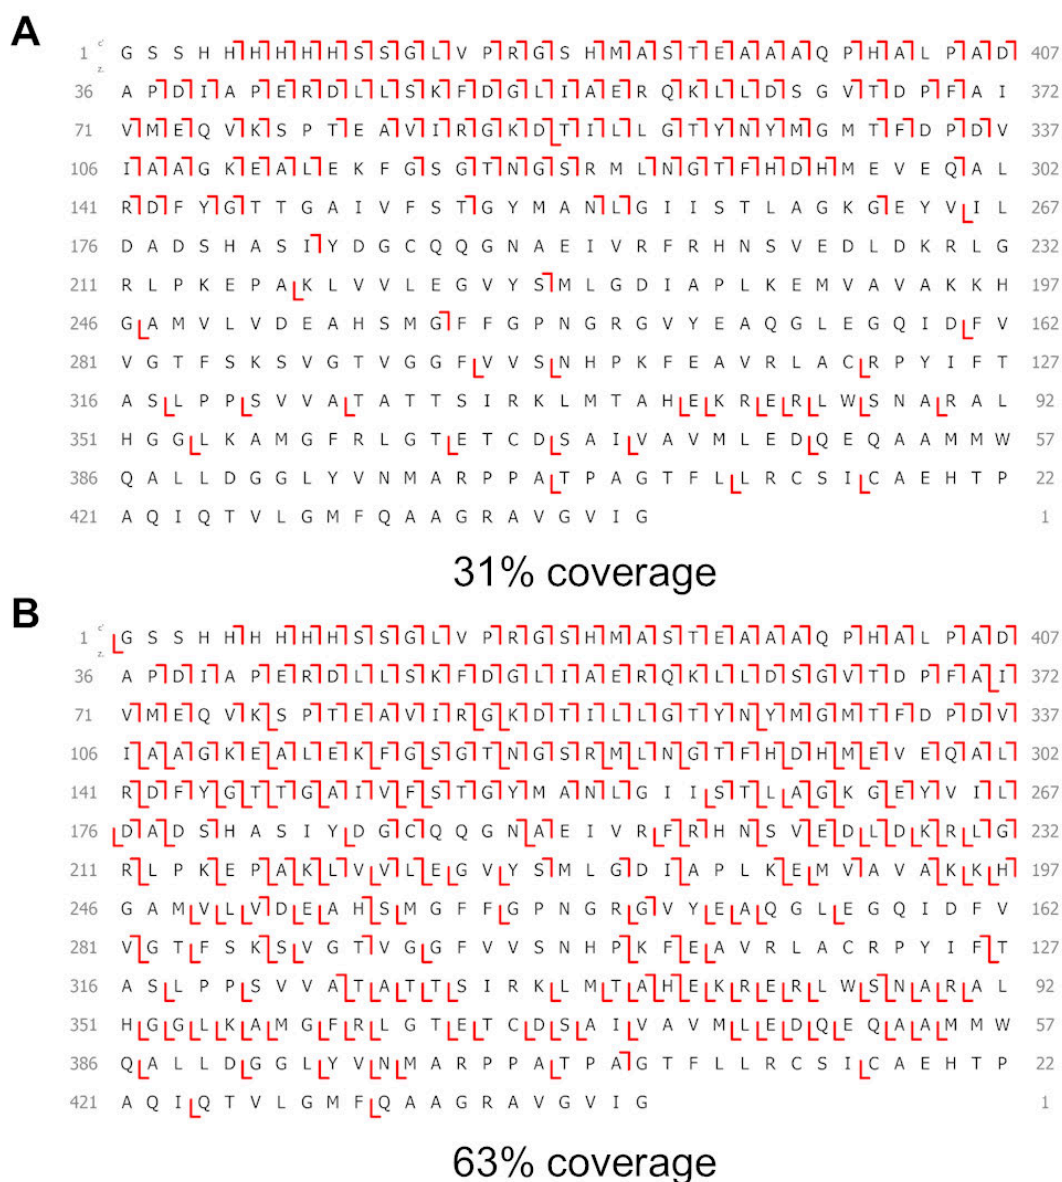 A
c'
1 G S S H H H H H H S S G L V P R G S H M A S T E A A A Q P H A L P A D 407
z.
36 A P D I A P E R D L L S K F D G L I A E R Q K L L D S G V T D P F A I 372
71 V M E Q V K S P T E A V I R G K D T I L L G T Y N Y M G M T F D P D V 337
106 I A A G K E A L E K F G S G T N G S R M L N G T F H D H M E V E Q A L 302
141 R D F Y G T T G A I V F S T G Y M A N L G I I S T L A G K G E Y V I L 267
176 D A D S H A S I Y D G C Q Q G N A E I V R F R H N S V E D L D K R L G 232
211 R L P K E P A K L V V L E G V Y S M L G D I A P L K E M V A V A K K H 197
246 G A M V L V D E A H S M G F F G P N G R G V Y E A Q G L E G Q I D F V 162
281 V G T F S K S V G T V G G F V V S N H P K F E A V R L A C R P Y I F T 127
316 A S L P P S V V A T A T T S I R K L M T A H E K R E R L W S N A R A L 92
351 H G G L K A M G F R L G T E T C D S A I V A V M L E D Q E Q A A M M W 57
386 Q A L L D G G L Y V N M A R P P A T P A G T F L L R C S I C A E H T P 22
421 A Q I Q T V L G M F Q A A G R A V G V I G 1
31% coverage
B
c'
1 G S S H H H H H H S S G L V P R G S H M A S T E A A A Q P H A L P A D 407
z.
36 A P D I A P E R D L L S K F D G L I A E R Q K L L D S G V T D P F A I 372
71 V M E Q V K S P T E A V I R G K D T I L L G T Y N Y M G M T F D P D V 337
106 I A A G K E A L E K F G S G T N G S R M L N G T F H D H M E V E Q A L 302
141 R D F Y G T T G A I V F S T G Y M A N L G I I S T L A G K G E Y V I L 267
176 D A D S H A S I Y D G C Q Q G N A E I V R F R H N S V E D L D K R L G 232
211 R L P K E P A K L V V L E G V Y S M L G D I A P L K E M V A V A K K H 197
246 G A M V L V D E A H S M G F F G P N G R G V Y E A Q G L E G Q I D F V 162
281 V G T F S K S V G T V G G F V V S N H P K F E A V R L A C R P Y I F T 127
316 A S L P P S V V A T A T T S I R K L M T A H E K R E R L W S N A R A L 92
351 H G G L K A M G F R L G T E T C D S A I V A V M L E D Q E Q A A M M W 57
386 Q A L L D G G L Y V N M A R P P A T P A G T F L L R C S I C A E H T P 22
421 A Q I Q T V L G M F Q A A G R A V G V I G 1
63% coverage